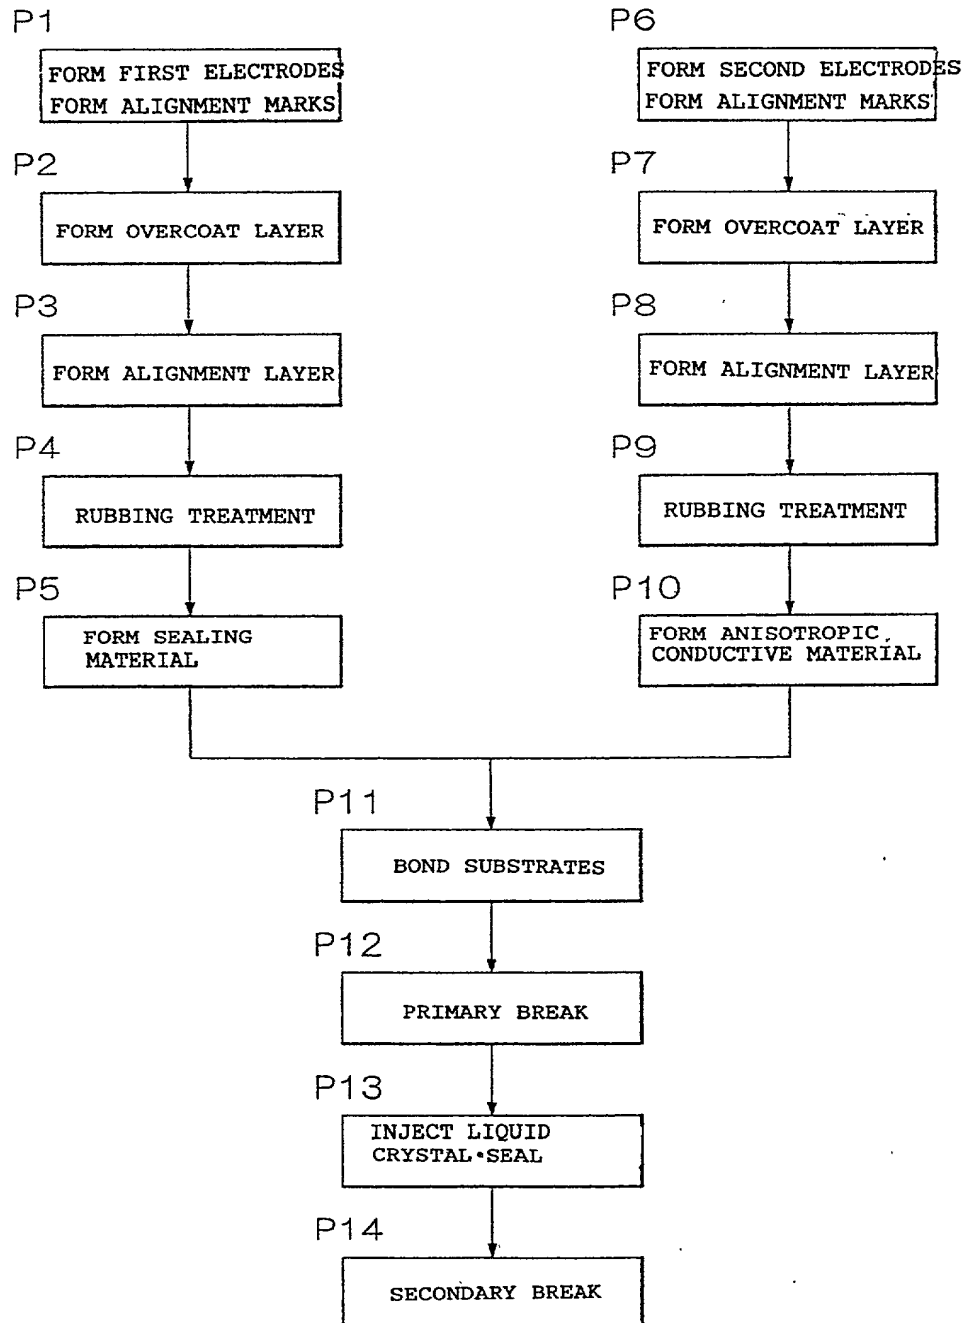 P1
FORM FIRST ELECTRODES
FORM ALIGNMENT MARKS
P2
FORM OVERCOAT LAYER
P3
FORM ALIGNMENT LAYER
P4
RUBBING TREATMENT
P5
FORM SEALING
MATERIAL
P6
FORM SECOND ELECTRODES
FORM ALIGNMENT MARKS
P7
FORM OVERCOAT LAYER
P8
FORM ALIGNMENT LAYER
P9
RUBBING TREATMENT
P10
FORM ANISOTROPIC
CONDUCTIVE MATERIAL
P11
BOND SUBSTRATES
P12
PRIMARY BREAK
P13
INJECT LIQUID
CRYSTAL•SEAL
P14
SECONDARY BREAK